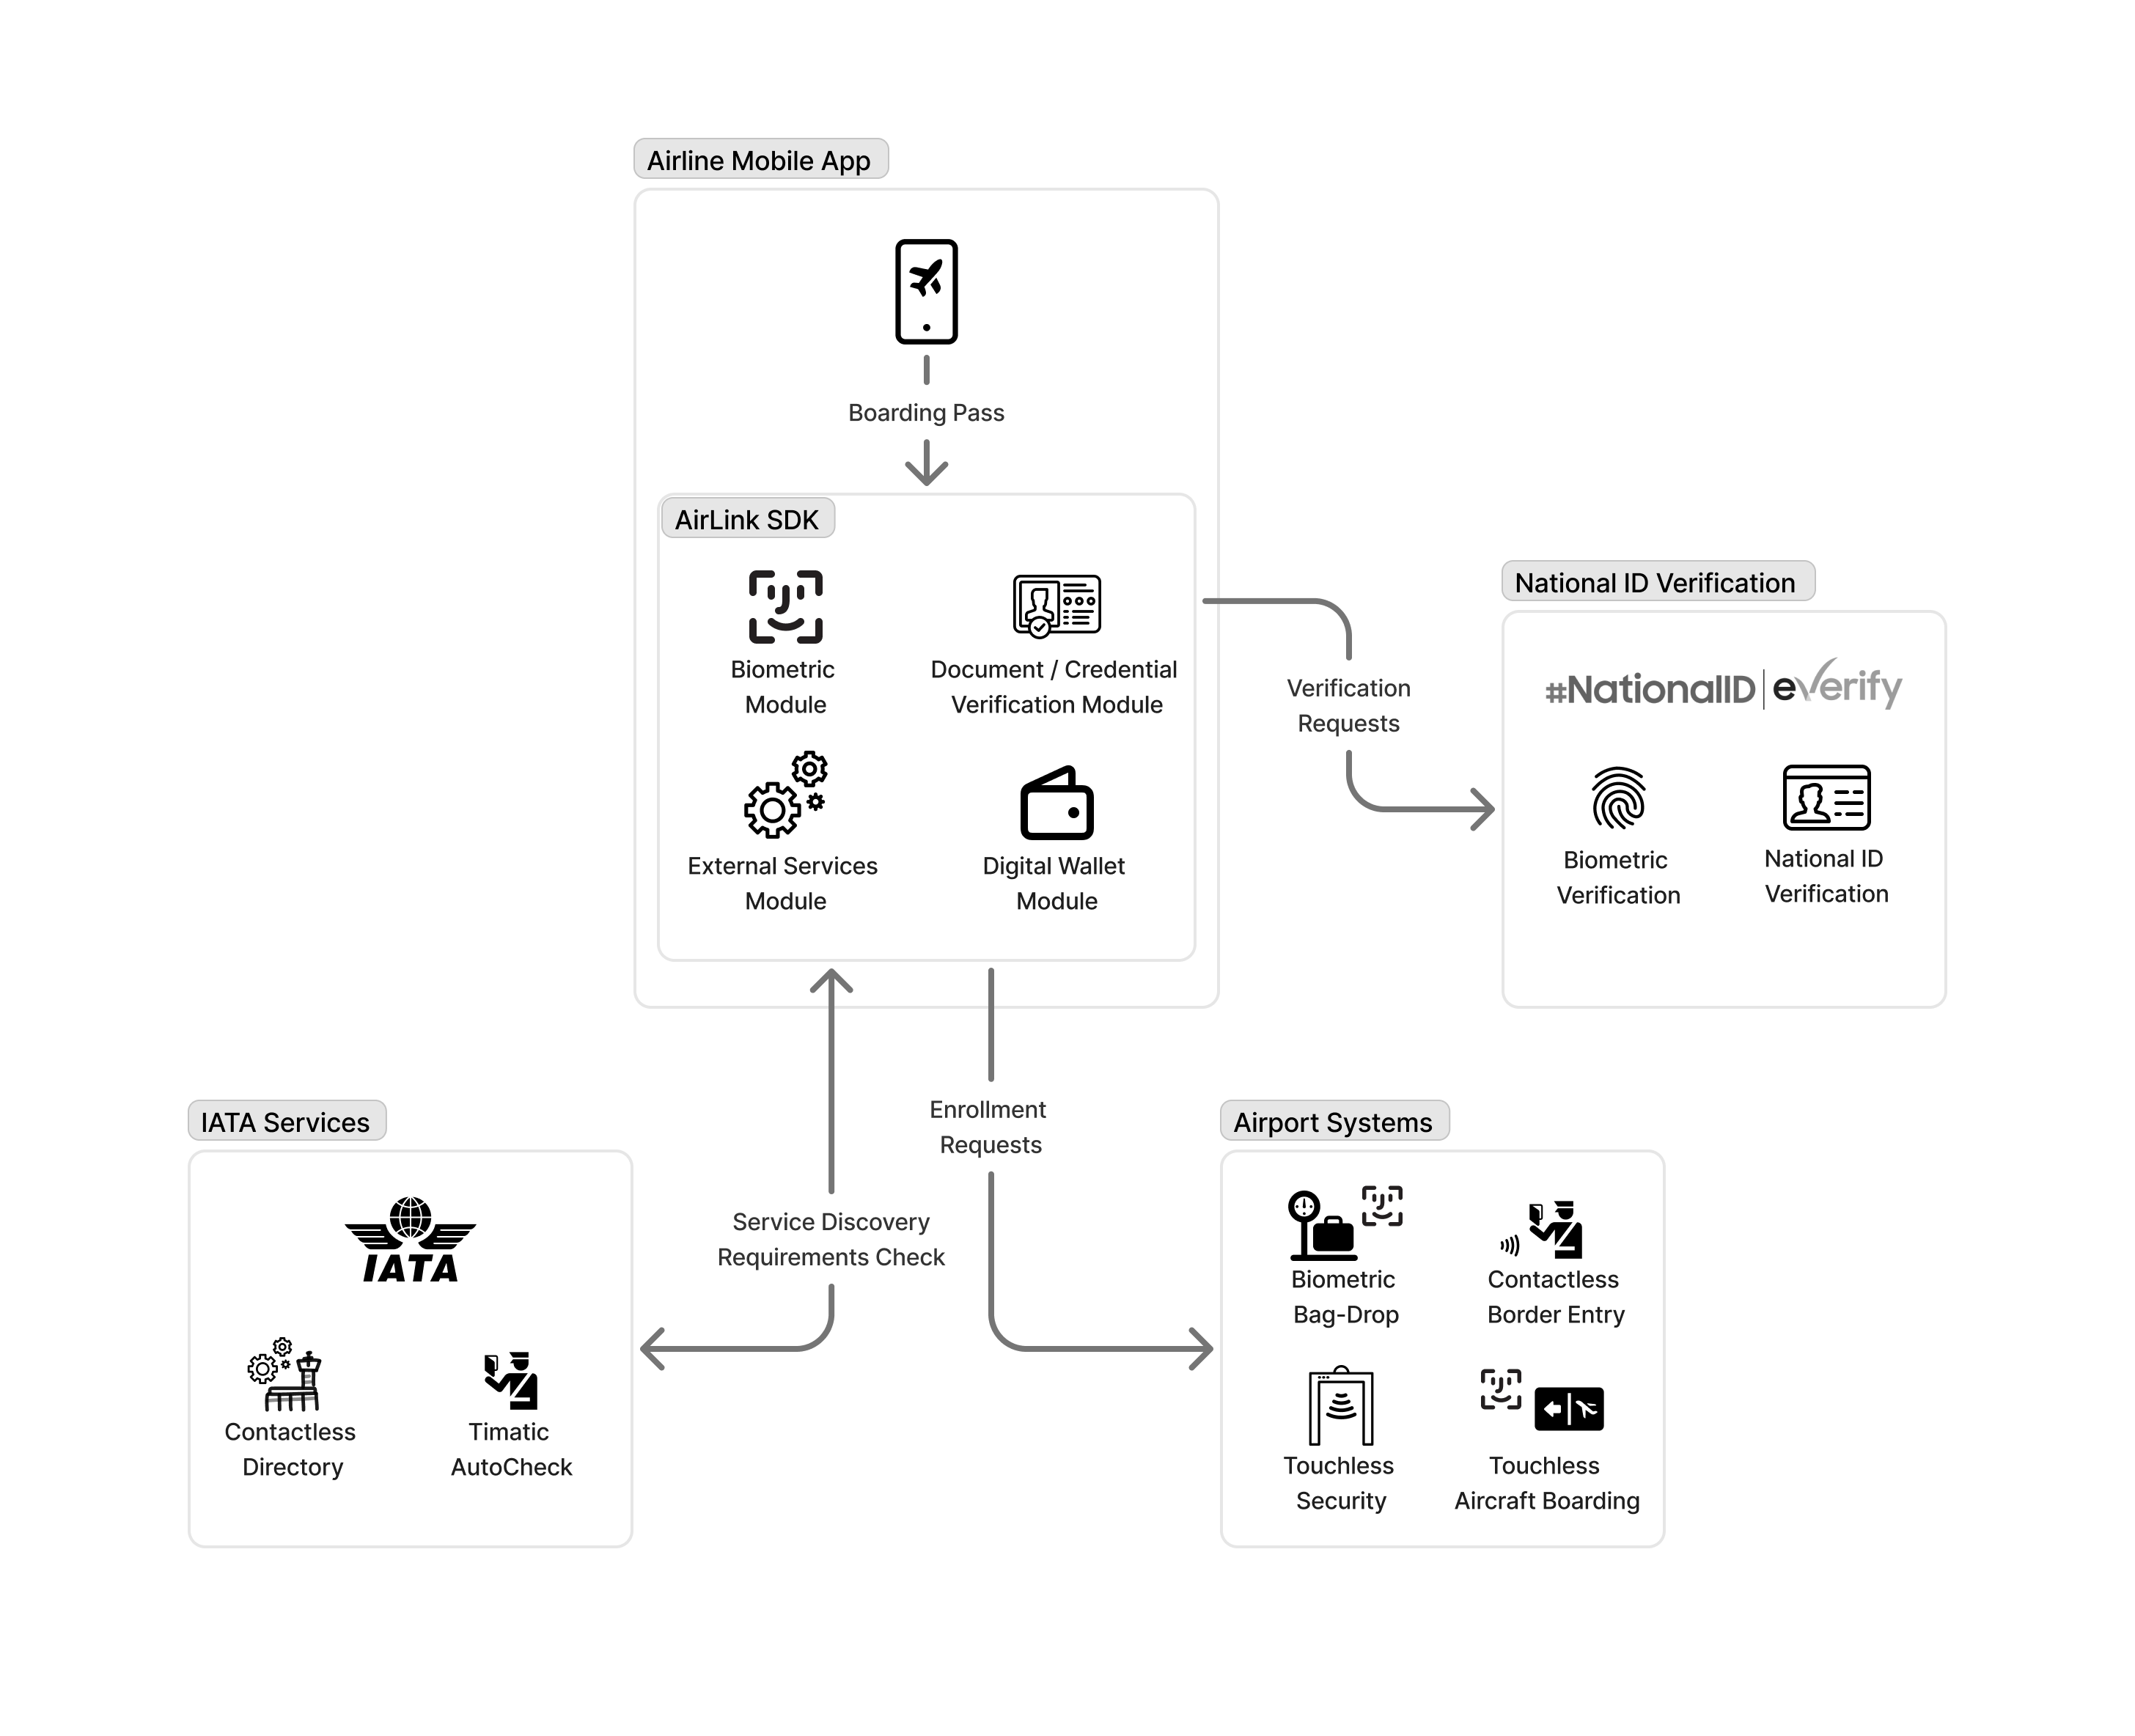 Airline Mobile App
Boarding Pass
AirLink SDK
Biometric
Module
Document / Credential
Verification Module
External Services
Module
Digital Wallet
Module
Verification
Requests
National ID Verification
#NationalID | eVerify
Biometric
Verification
National ID
Verification
Enrollment
Requests
Service Discovery
Requirements Check
IATA Services
IATA
Contactless
Directory
Timatic
AutoCheck
Airport Systems
Biometric
Bag-Drop
Contactless
Border Entry
Touchless
Security
Touchless
Aircraft Boarding